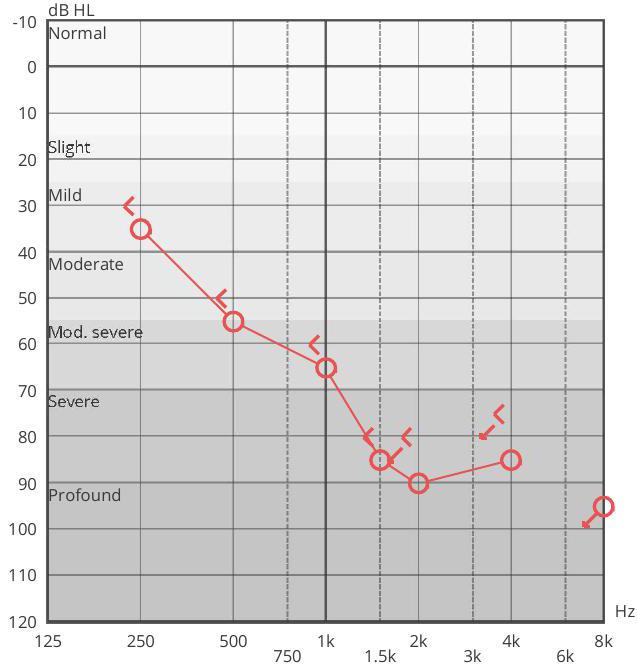 dB HL
-10
Normal
0
10
Slight
20
Mild
30
40
Moderate
50
Mod. severe
60
70
Severe
80
90
Profound
100
110
120
Hz
125 250 500 1k 2k 4k 8k
750 1.5k 3k 6k